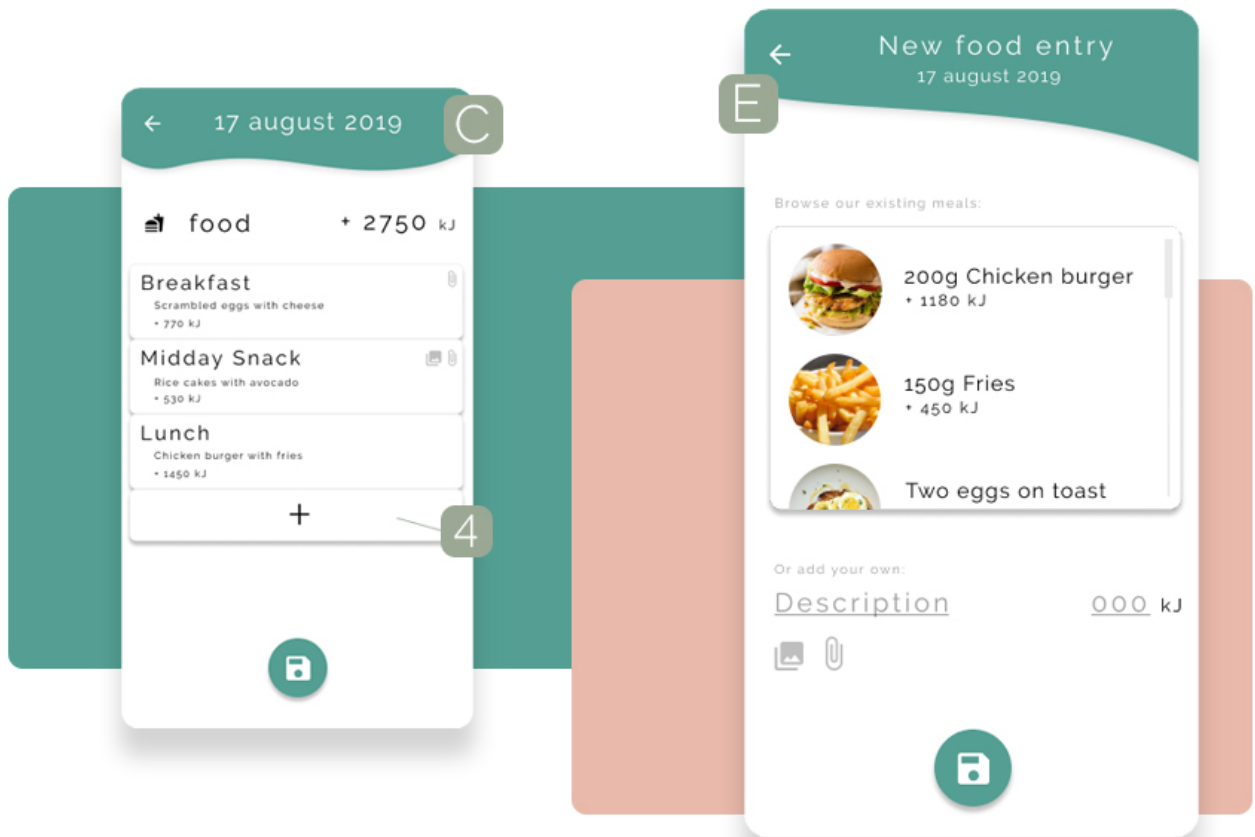 17 august 2019
C
food + 2750 kJ
Breakfast
Scrambled eggs with cheese
+ 770 kJ
Midday Snack
Rice cakes with avocado
+ 530 kJ
Lunch
Chicken burger with fries
+ 1450 kJ
+
4
New food entry
17 august 2019
E
Browse our existing meals:
200g Chicken burger
+ 1180 kJ
150g Fries
+ 450 kJ
Two eggs on toast
Or add your own:
Description 000 kJ